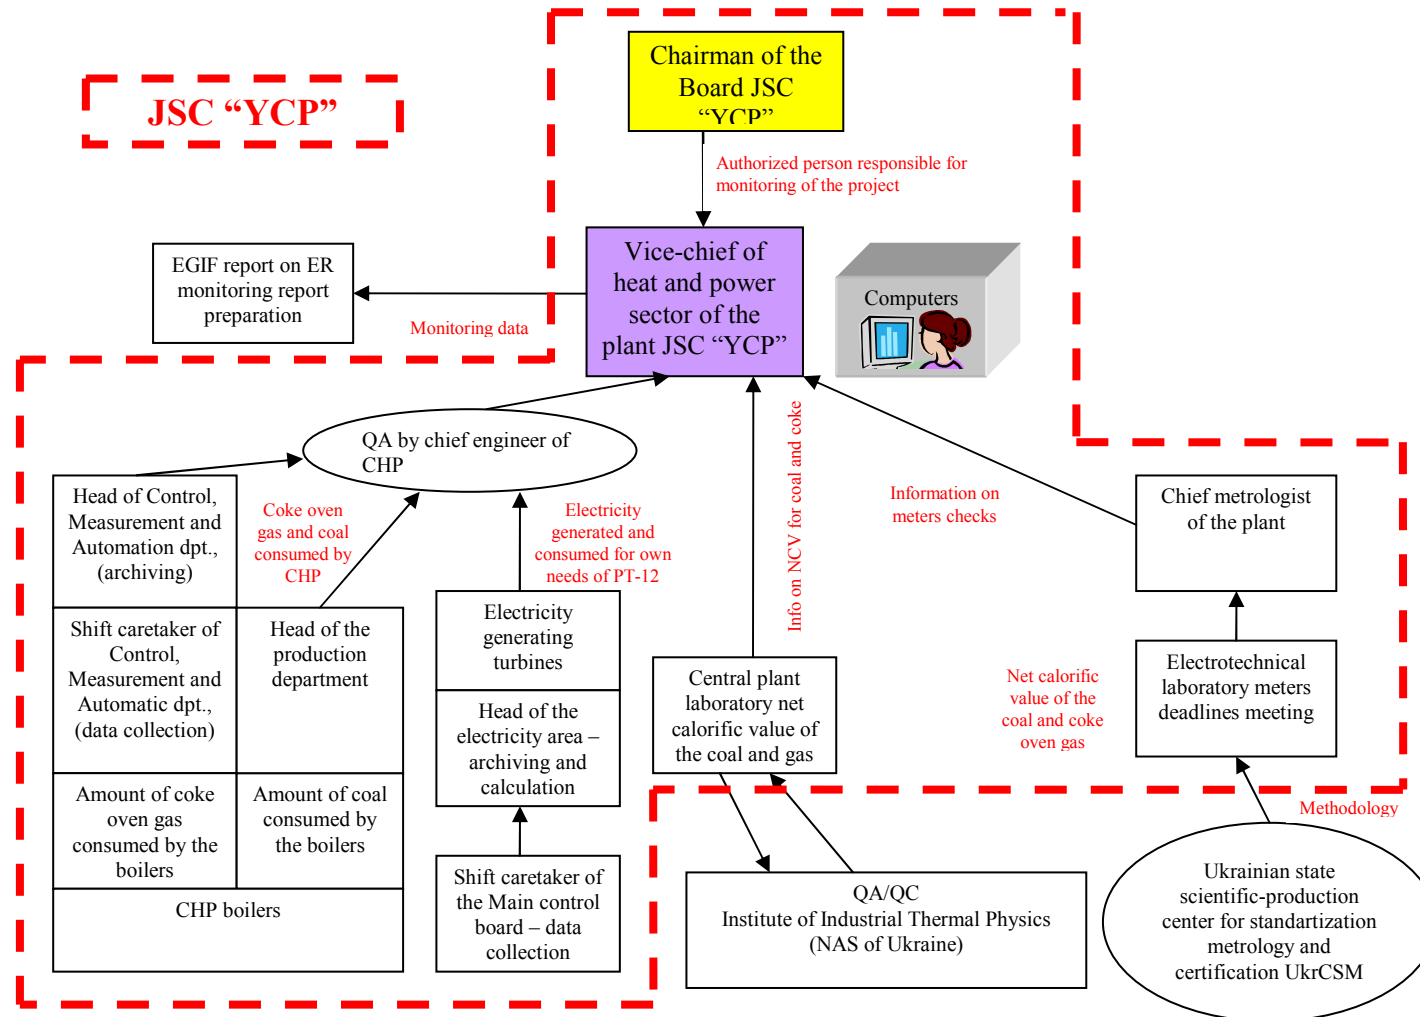 JSC “YCP”
Chairman of the
Board JSC
“YCP”
Authorized person responsible for
monitoring of the project
EGIF report on ER
monitoring report
preparation
Vice-chief of
heat and power
sector of the
plant JSC “YCP”
Computers
Monitoring data
QA by chief engineer of
CHP
Info on NCV for coal and coke
Head of Control,
Measurement and
Automation dpt.,
(archiving)
Coke oven
gas and coal
consumed by
CHP
Electricity
generated and
consumed for own
needs of PT-12
Information on
meters checks
Chief metrologist
of the plant
Shift caretaker of
Control,
Measurement and
Automatic dpt.,
(data collection)
Head of the
production
department
Electricity
generating
turbines
Head of the
electricity area –
archiving and
calculation
Central plant
laboratory net
calorific value of
the coal and gas
Net calorific
value of the
coal and coke
oven gas
Electrotechnical
laboratory meters
deadlines meeting
Amount of coke
oven gas
consumed by the
boilers
Amount of coal
consumed by
the boilers
Methodology
CHP boilers
Shift caretaker of
the Main control
board – data
collection
QA/QC
Institute of Industrial Thermal Physics
(NAS of Ukraine)
Ukrainian state
scientific-production
center for standartization
metrology and
certification UkrCSM